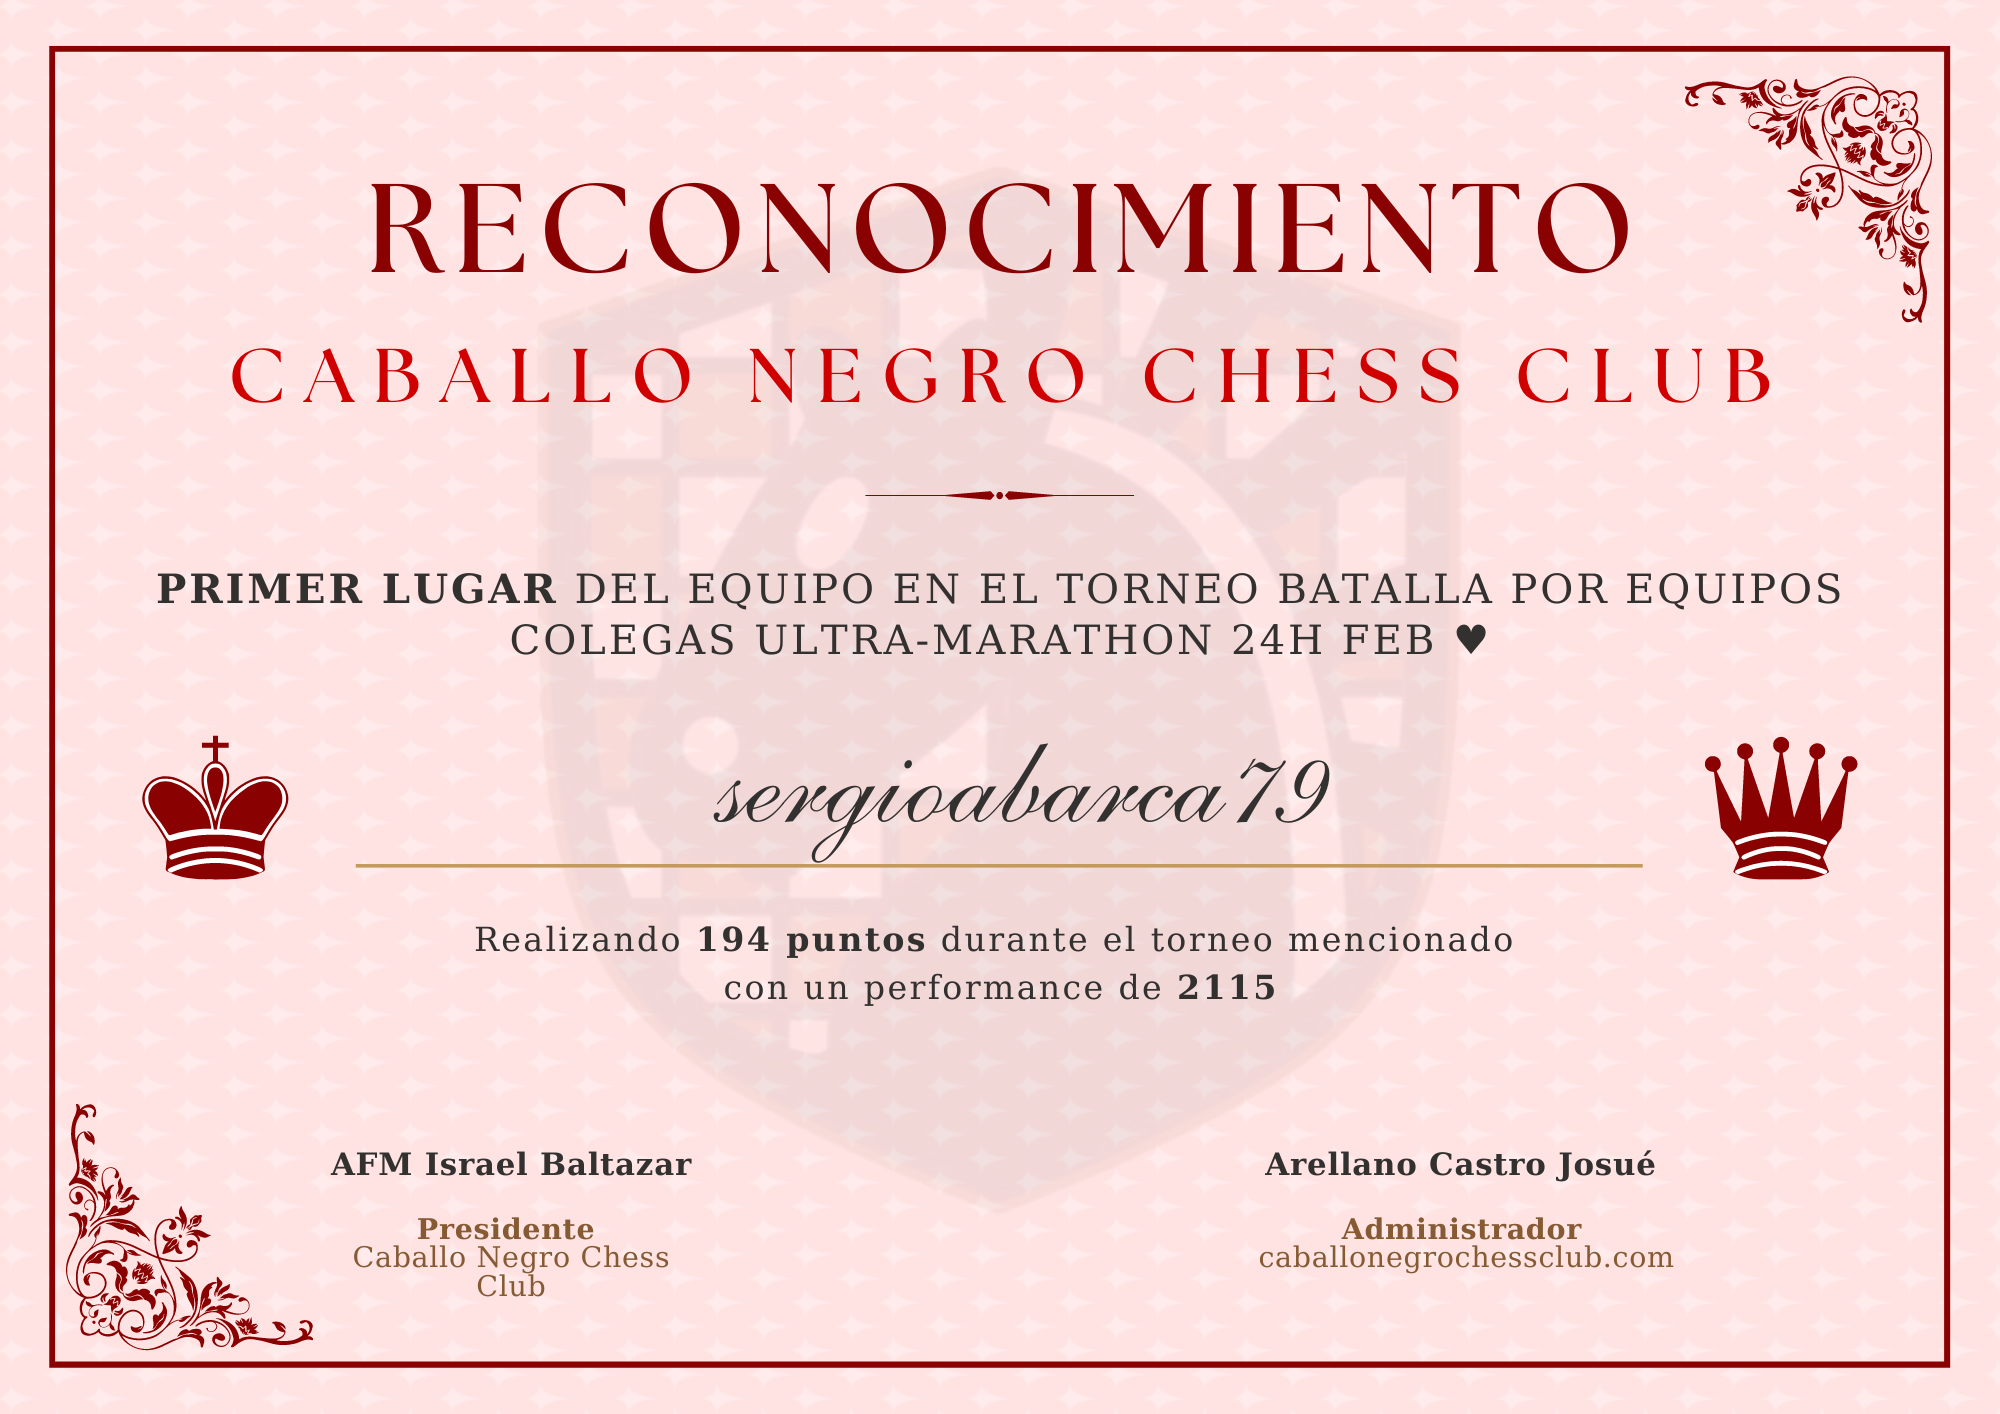 RECONOCIMIENTO
CABALLO NEGRO CHESS CLUB
PRIMER LUGAR DEL EQUIPO EN EL TORNEO BATALLA POR EQUIPOS
COLEGAS ULTRA-MARATHON 24H FEB ♥
sergioabarca79
Realizando 194 puntos durante el torneo mencionado
con un performance de 2115
AFM Israel Baltazar
Presidente
Caballo Negro Chess
Club
Arellano Castro Josué
Administrador
caballonegrochessclub.com